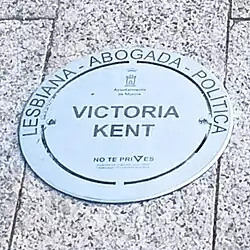 LESBIANA - ABOGADA - POLÍTICA
Ayuntamiento
de Murcia
VICTORIA
KENT
NO TE PRIVES